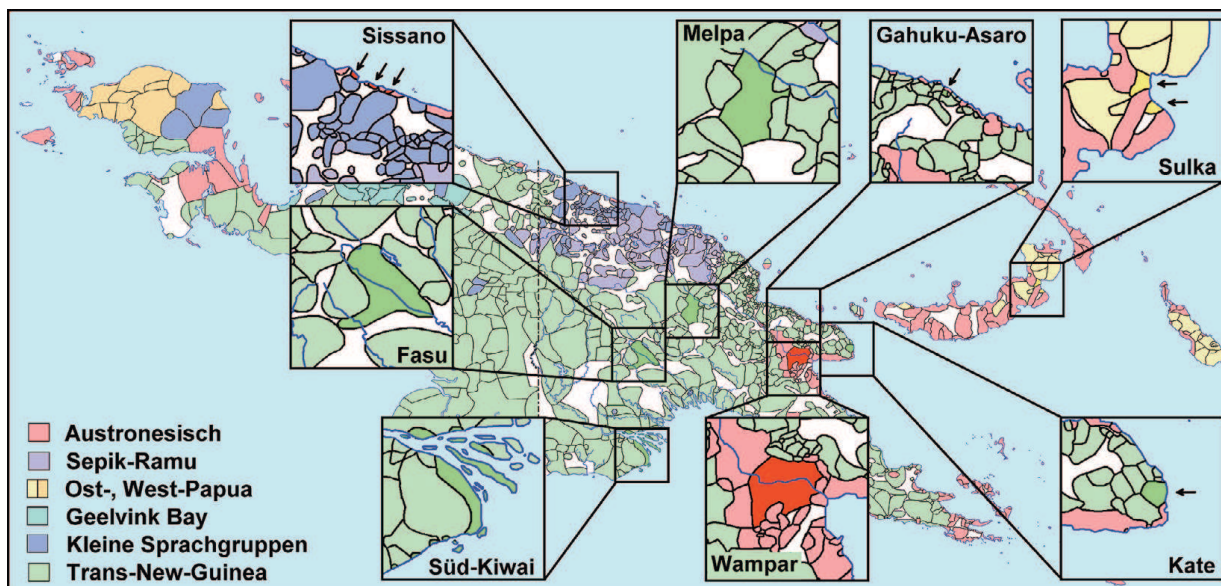 Sissano
Melpa
Gahuku-Asaro
Sulka
Fasu
Süd-Kiwai
Wampar
Kate
Austronesisch
Sepik-Ramu
Ost-, West-Papua
Geelvink Bay
Kleine Sprachgruppen
Trans-New-Guinea